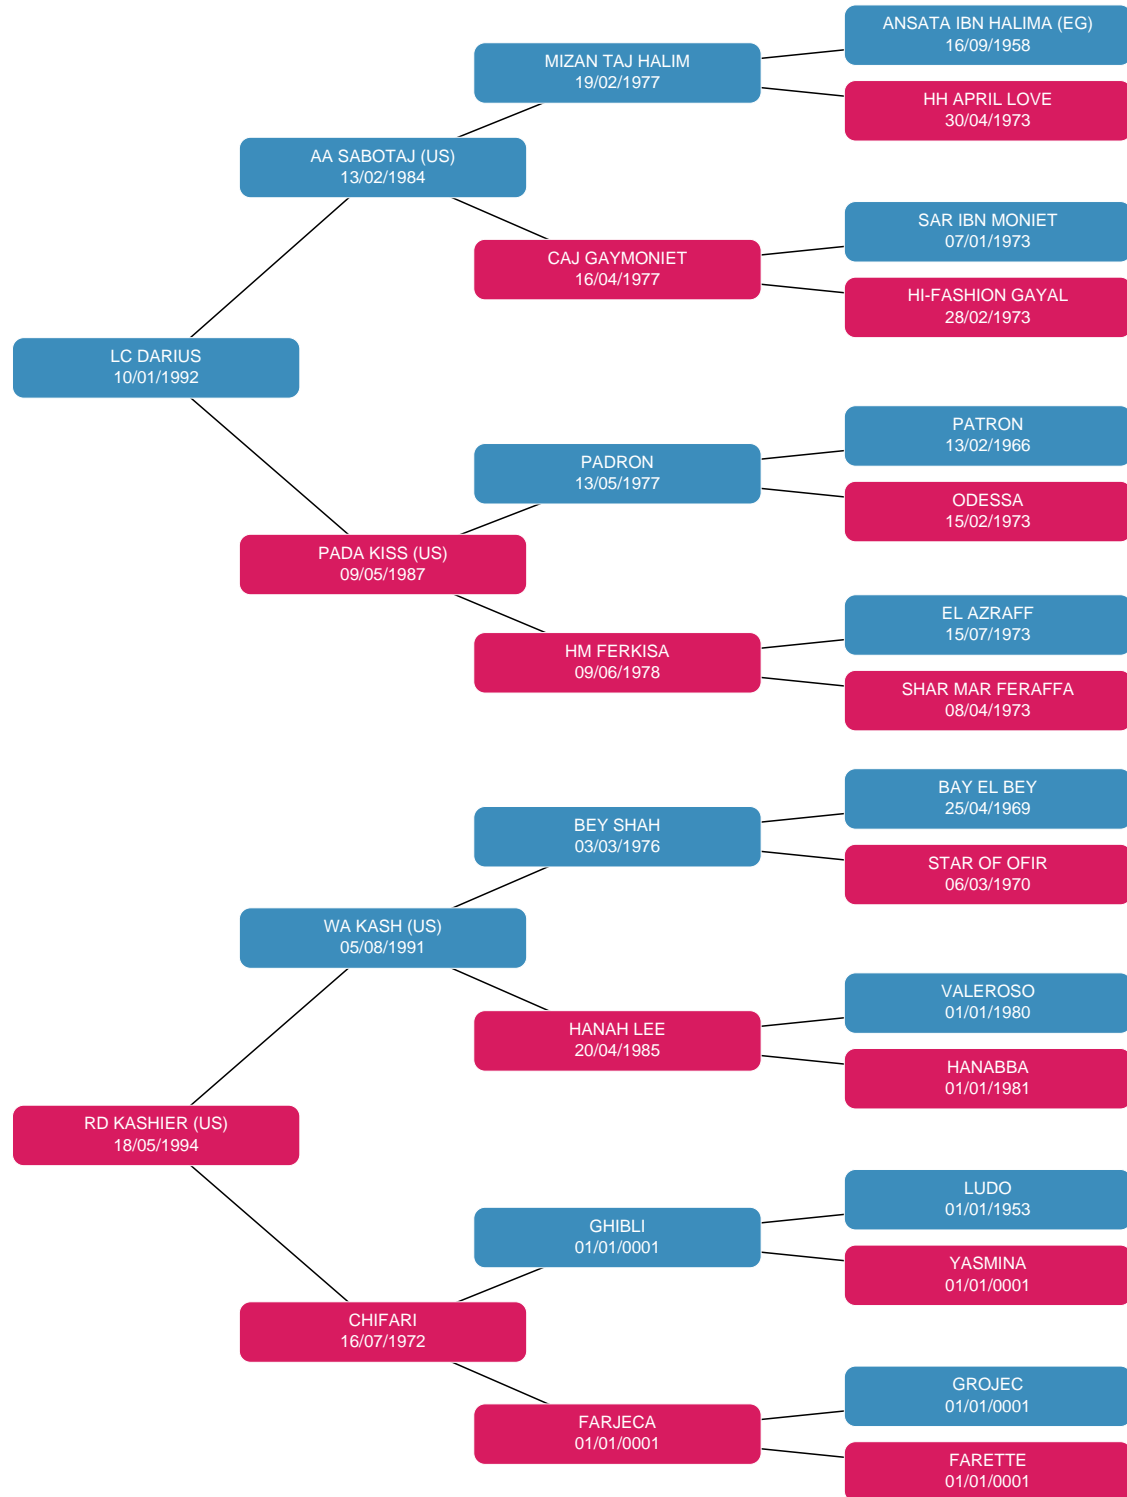 ANSATA IBN HALIMA (EG)
16/09/1958
MIZAN TAJ HALIM
19/02/1977
HH APRIL LOVE
30/04/1973
AA SABOTAJ (US)
13/02/1984
SAR IBN MONIET
07/01/1973
CAJ GAYMONIET
16/04/1977
HI-FASHION GAYAL
28/02/1973
LC DARIUS
10/01/1992
PATRON
13/02/1966
PADRON
13/05/1977
ODESSA
15/02/1973
PADA KISS (US)
09/05/1987
EL AZRAFF
15/07/1973
HM FERKISA
09/06/1978
SHAR MAR FERAFFA
08/04/1973
BAY EL BEY
25/04/1969
BEY SHAH
03/03/1976
STAR OF OFIR
06/03/1970
WA KASH (US)
05/08/1991
VALEROSO
01/01/1980
HANAH LEE
20/04/1985
HANABBA
01/01/1981
RD KASHIER (US)
18/05/1994
LUDO
01/01/1953
GHIBLI
01/01/0001
YASMINA
01/01/0001
CHIFARI
16/07/1972
GROJEC
01/01/0001
FARJECA
01/01/0001
FARETTE
01/01/0001